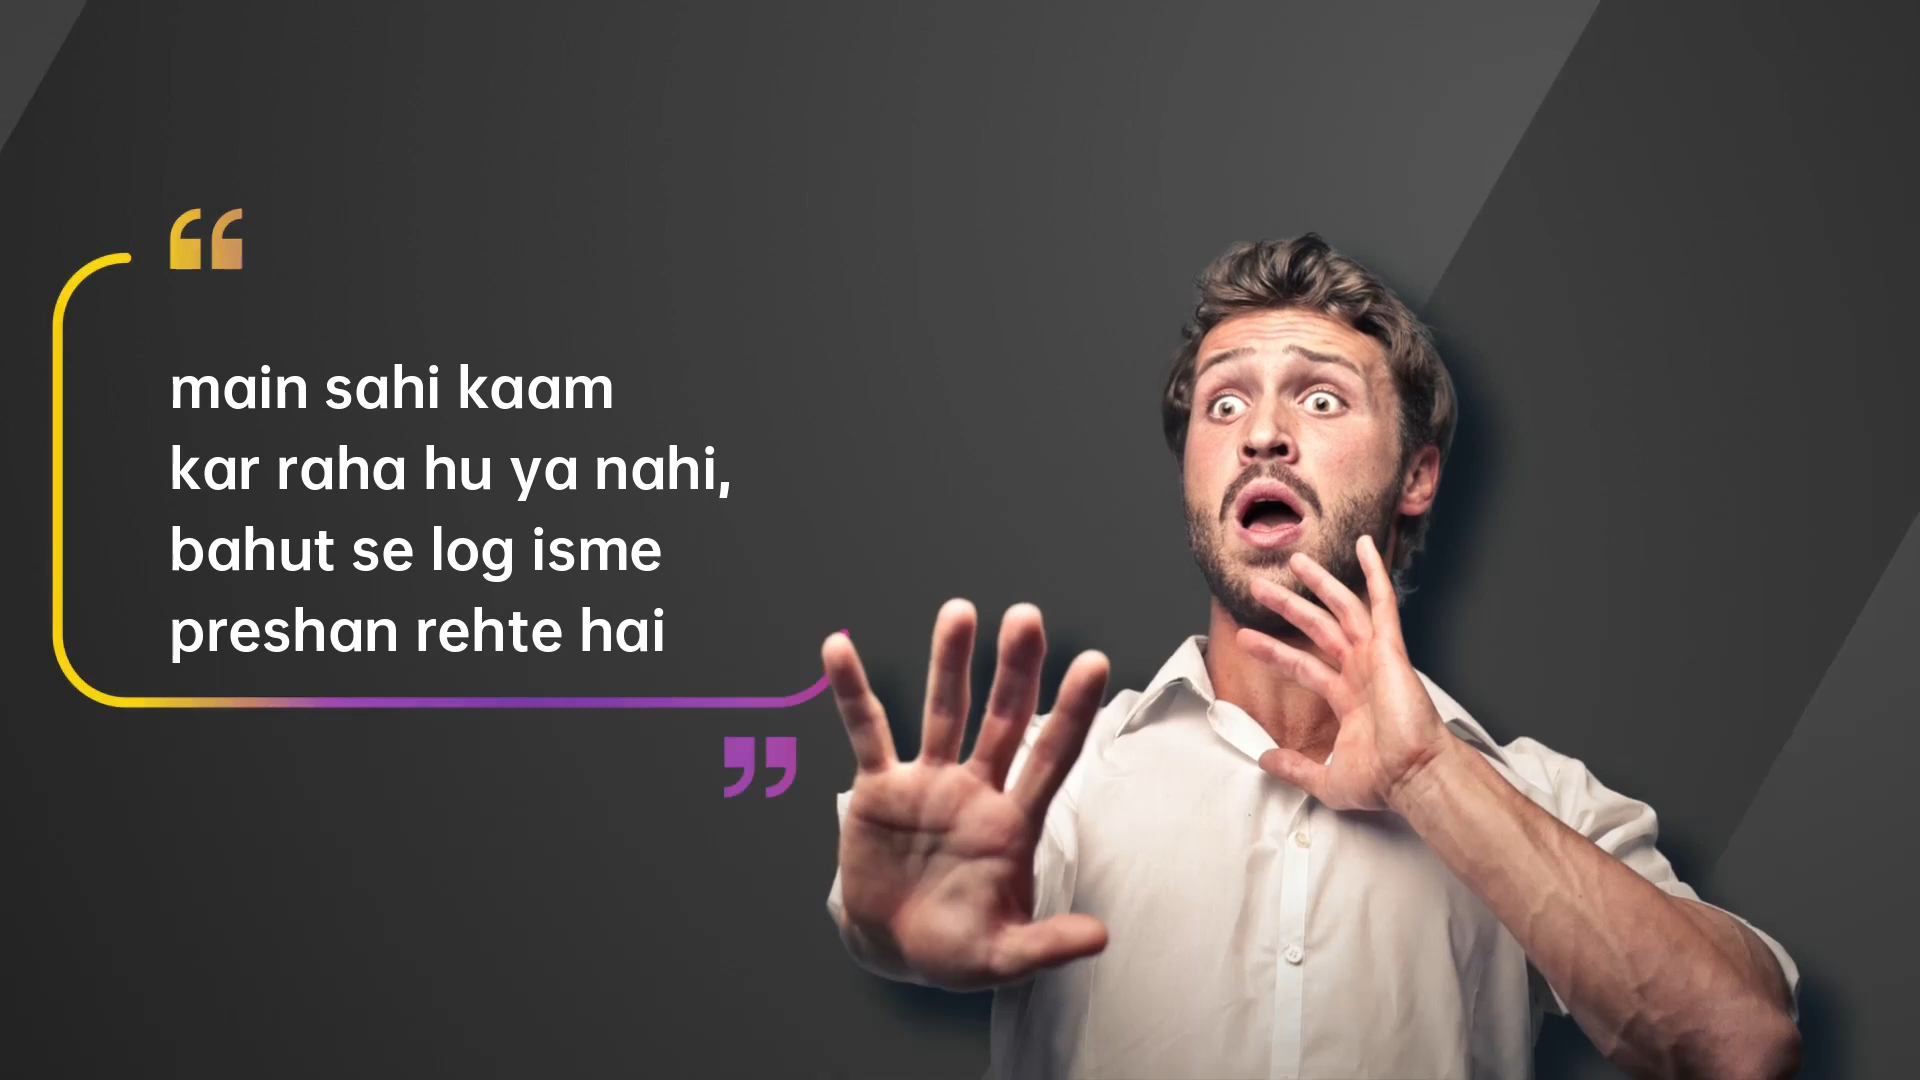 main sahi kaam
kar raha hu ya nahi,
bahut se log isme
preshan rehte hai